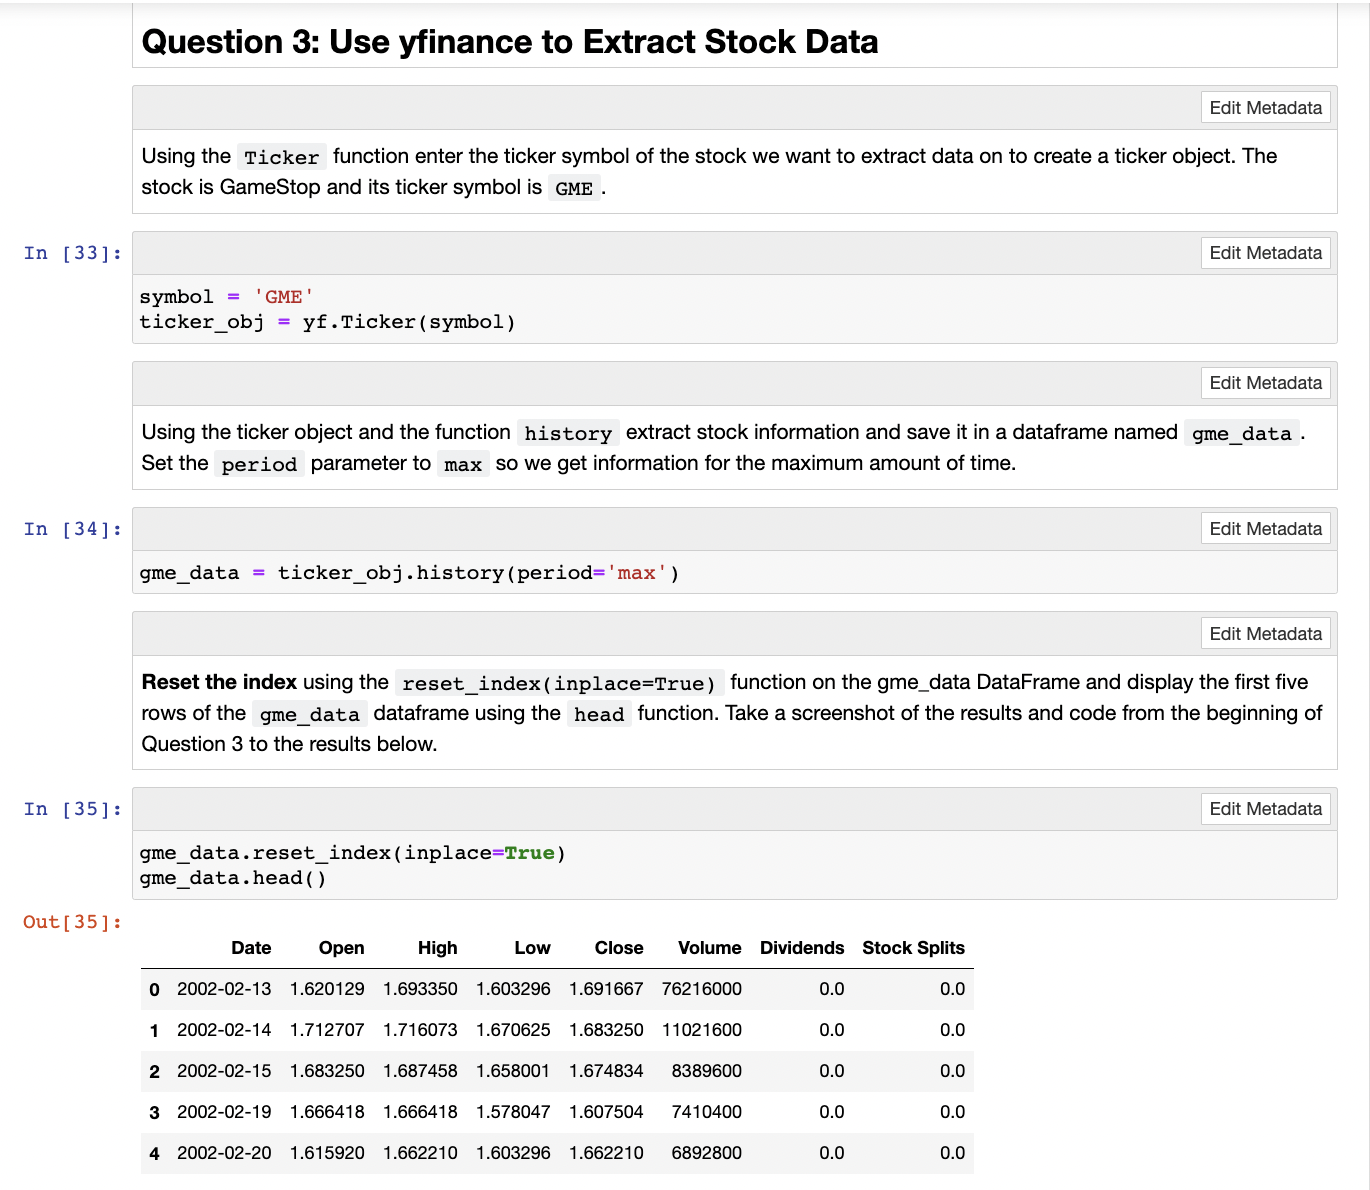 Question 3: Use yfinance to Extract Stock Data
Edit Metadata
Using the Ticker function enter the ticker symbol of the stock we want to extract data on to create a ticker object. The
stock is GameStop and its ticker symbol is GME .
In [33]:
Edit Metadata
symbol = 'GME'
ticker_obj = yf.Ticker(symbol)
Edit Metadata
Using the ticker object and the function history extract stock information and save it in a dataframe named gme_data .
Set the period parameter to max so we get information for the maximum amount of time.
In [34]:
Edit Metadata
gme_data = ticker_obj.history(period='max')
Edit Metadata
Reset the index using the reset_index(inplace=True) function on the gme_data DataFrame and display the first five
rows of the gme_data dataframe using the head function. Take a screenshot of the results and code from the beginning of
Question 3 to the results below.
In [35]:
Edit Metadata
gme_data.reset_index(inplace=True)
gme_data.head()
Out[35]:
Date Open High Low Close Volume Dividends Stock Splits
0 2002-02-13 1.620129 1.693350 1.603296 1.691667 76216000 0.0 0.0
1 2002-02-14 1.712707 1.716073 1.670625 1.683250 11021600 0.0 0.0
2 2002-02-15 1.683250 1.687458 1.658001 1.674834 8389600 0.0 0.0
3 2002-02-19 1.666418 1.666418 1.578047 1.607504 7410400 0.0 0.0
4 2002-02-20 1.615920 1.662210 1.603296 1.662210 6892800 0.0 0.0